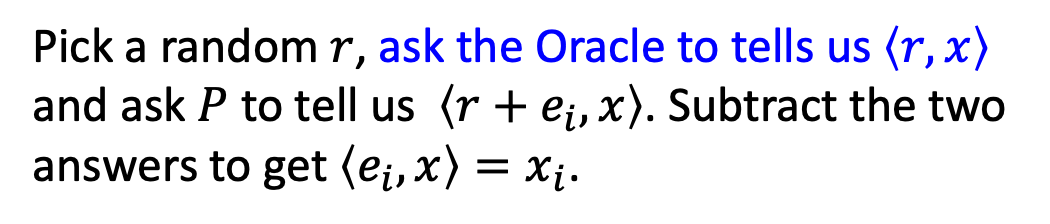 Pick a random r, ask the Oracle to tells us ⟨r, x⟩
and ask P to tell us ⟨r + eᵢ, x⟩. Subtract the two
answers to get ⟨eᵢ, x⟩ = xᵢ.